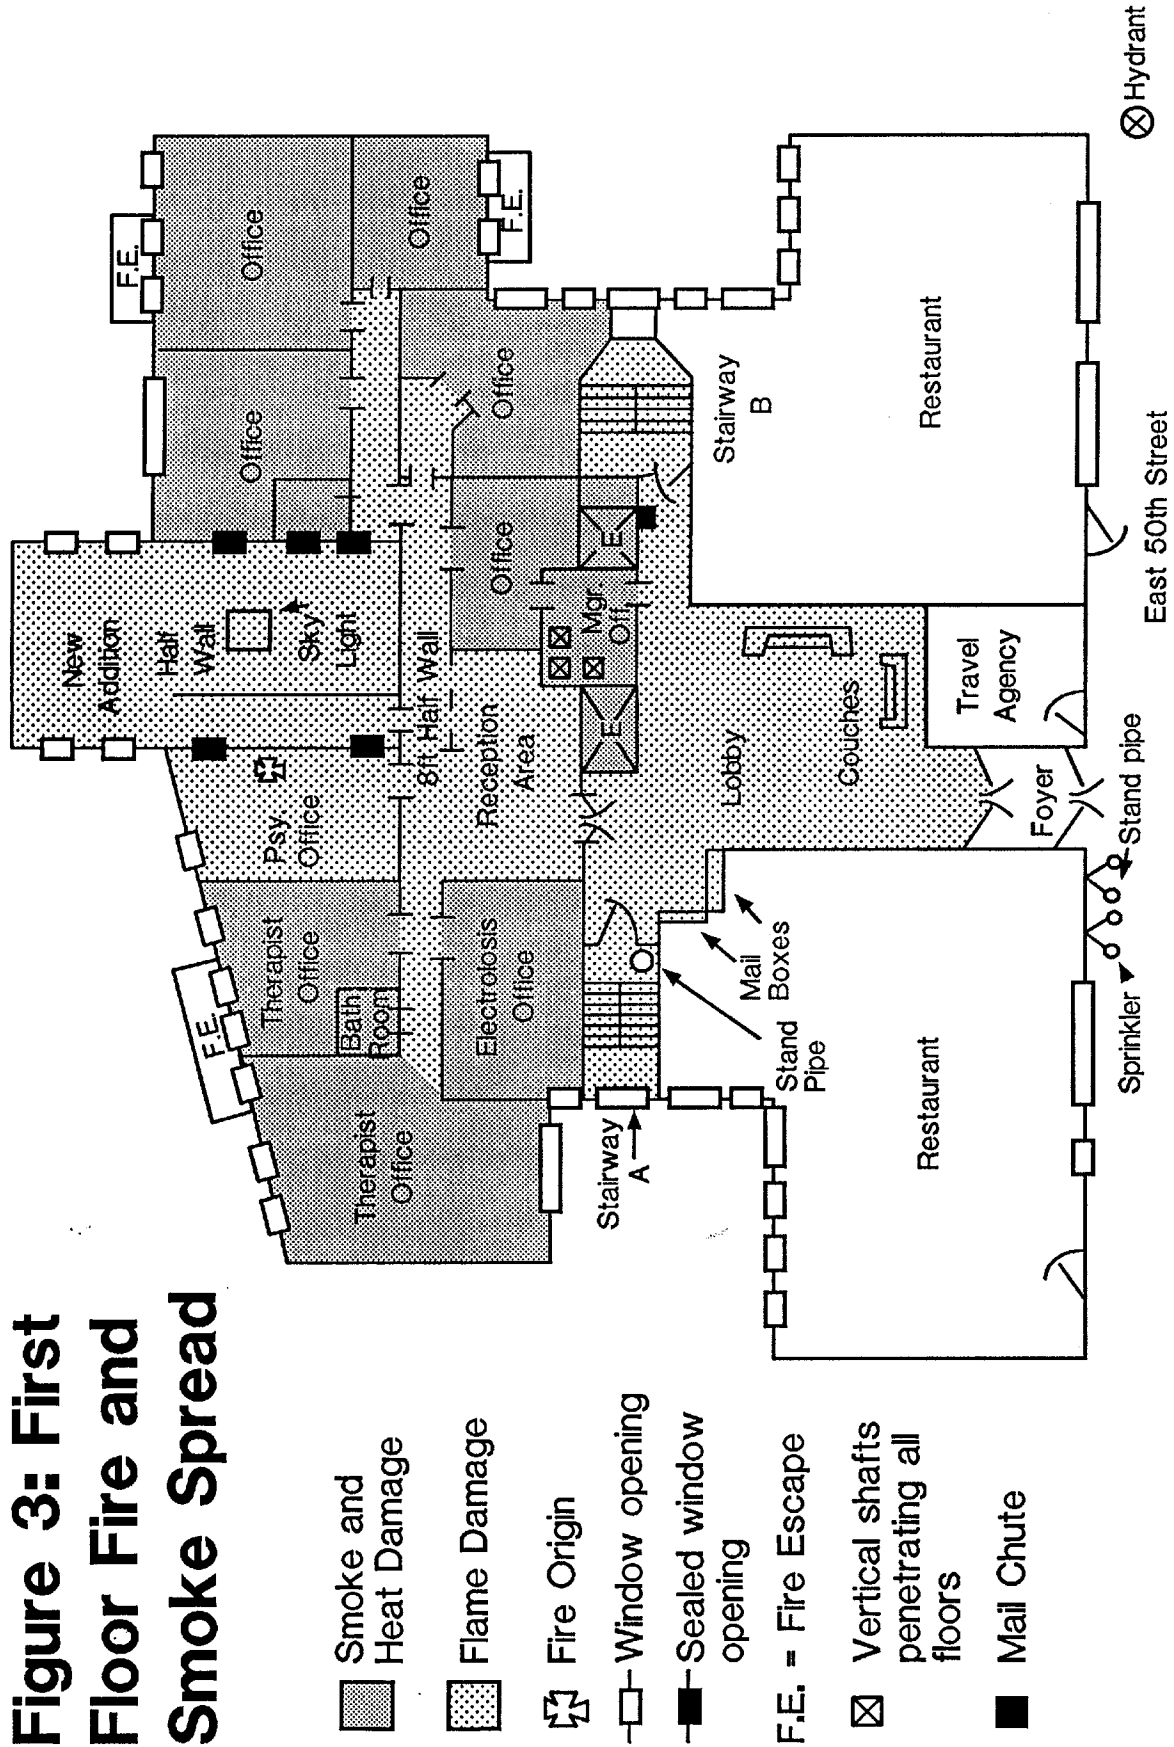 Figure 3: First
Floor Fire and
Smoke Spread
Smoke and
Heat Damage
Flame Damage
Fire Origin
Window opening
Sealed window
opening
F.E. = Fire Escape
Vertical shafts
penetrating all
floors
Mail Chute
F.E.
Therapist
Office
Therapist
Office
Bath
Room
Electrolosis
Office
Psy
Office
New
Addition
Half
Wall
Sky
Light
8ft Half Wall
Reception
Area
Office
Office
Office
Office
Office
F.E.
F.E.
E
E
Mgr.
Off.
Stairway
A
Stairway
B
Stand
Pipe
Mail
Boxes
Lobby
Couches
Restaurant
Restaurant
Travel
Agency
Foyer
Sprinkler
Stand pipe
East 50th Street
Hydrant